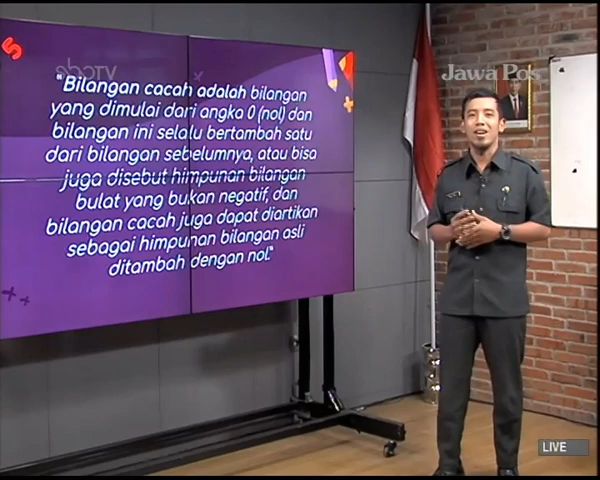 5
sboTV
Jawa Pos
"Bilangan cacah adalah bilangan
yang dimulai dari angka 0 (nol) dan
bilangan ini selalu bertambah satu
dari bilangan sebelumnya, atau bisa
juga disebut himpunan bilangan
bulat yang bukan negatif, dan
bilangan cacah juga dapat diartikan
sebagai himpunan bilangan asli
ditambah dengan nol."
LIVE